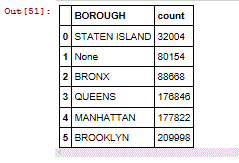 Out[51]:
BOROUGH count
0 STATEN ISLAND 32004
1 None 80154
2 BRONX 88668
3 QUEENS 176846
4 MANHATTAN 177822
5 BROOKLYN 209998